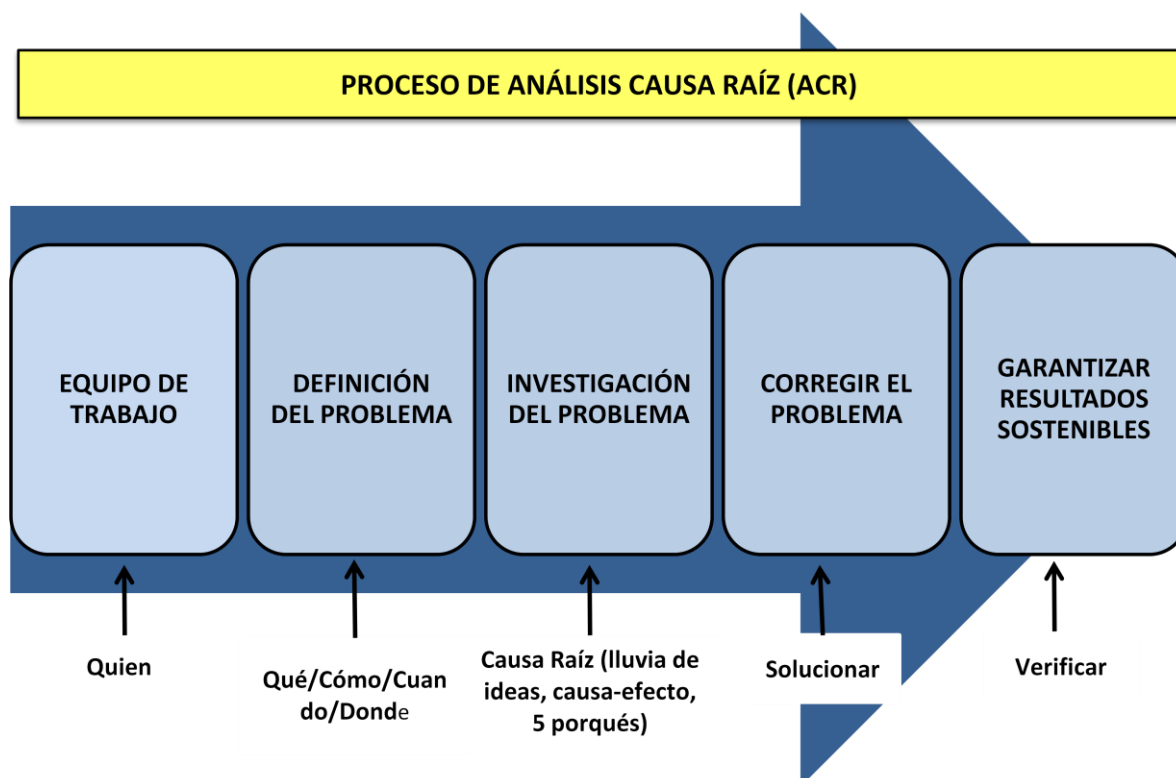 PROCESO DE ANÁLISIS CAUSA RAÍZ (ACR)
EQUIPO DE
TRABAJO
DEFINICIÓN
DEL PROBLEMA
INVESTIGACIÓN
DEL PROBLEMA
CORREGIR EL
PROBLEMA
GARANTIZAR
RESULTADOS
SOSTENIBLES
Quien
Qué/Cómo/Cuan
do/Donde
Causa Raíz (lluvia de
ideas, causa-efecto,
5 porqués)
Solucionar
Verificar